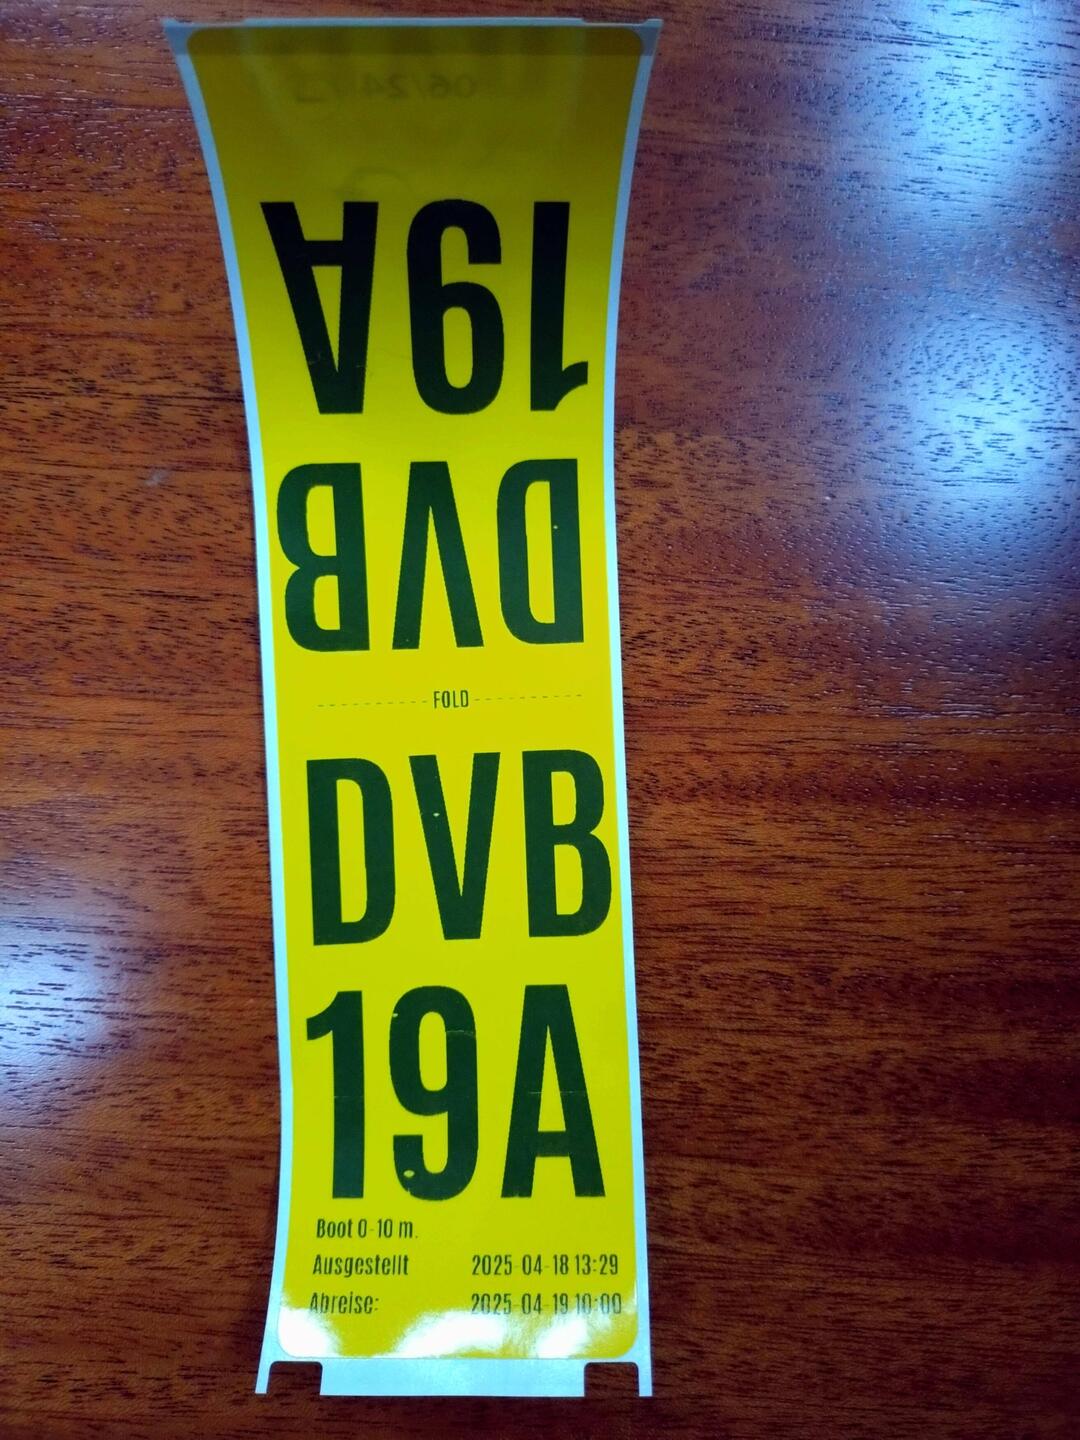 19A
DVB
FOLD
DVB
19A
Boot 0-10 m.
Ausgestellt 2025-04-18 13:29
Abreise: 2025-04-19 10:00